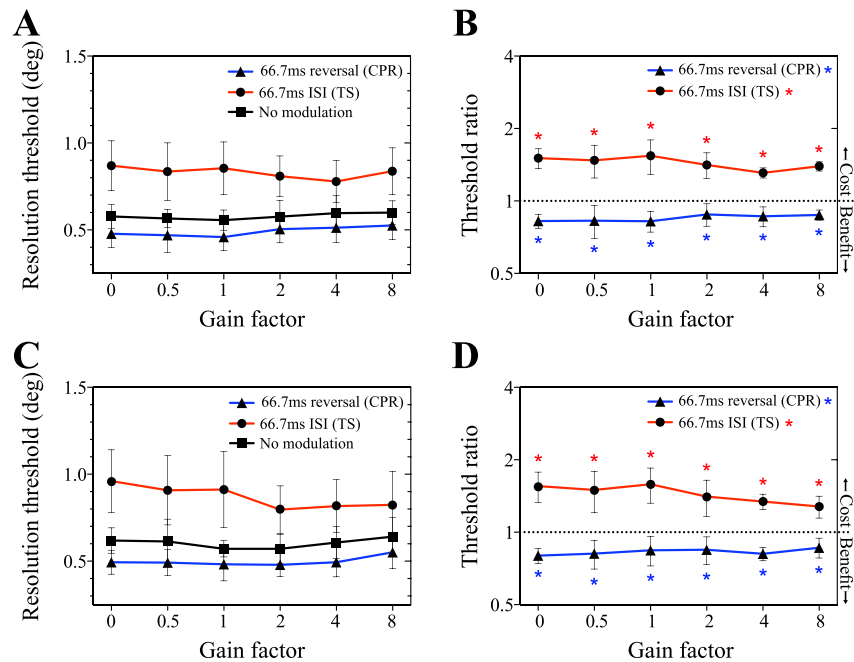 A
Resolution threshold (deg)
1.5
1.0
0.5
66.7ms reversal (CPR)
66.7ms ISI (TS)
No modulation
0 0.5 1 2 4 8
Gain factor
B
Threshold ratio
4
2
1
0.5
66.7ms reversal (CPR) *
66.7ms ISI (TS) *
* * * * * *
* * * * * *
←Benefit Cost→
0 0.5 1 2 4 8
Gain factor
C
Resolution threshold (deg)
1.5
1.0
0.5
66.7ms reversal (CPR)
66.7ms ISI (TS)
No modulation
0 0.5 1 2 4 8
Gain factor
D
Threshold ratio
4
2
1
0.5
66.7ms reversal (CPR) *
66.7ms ISI (TS) *
* * * * * *
* * * * * *
←Cost Benefit→
0 0.5 1 2 4 8
Gain factor